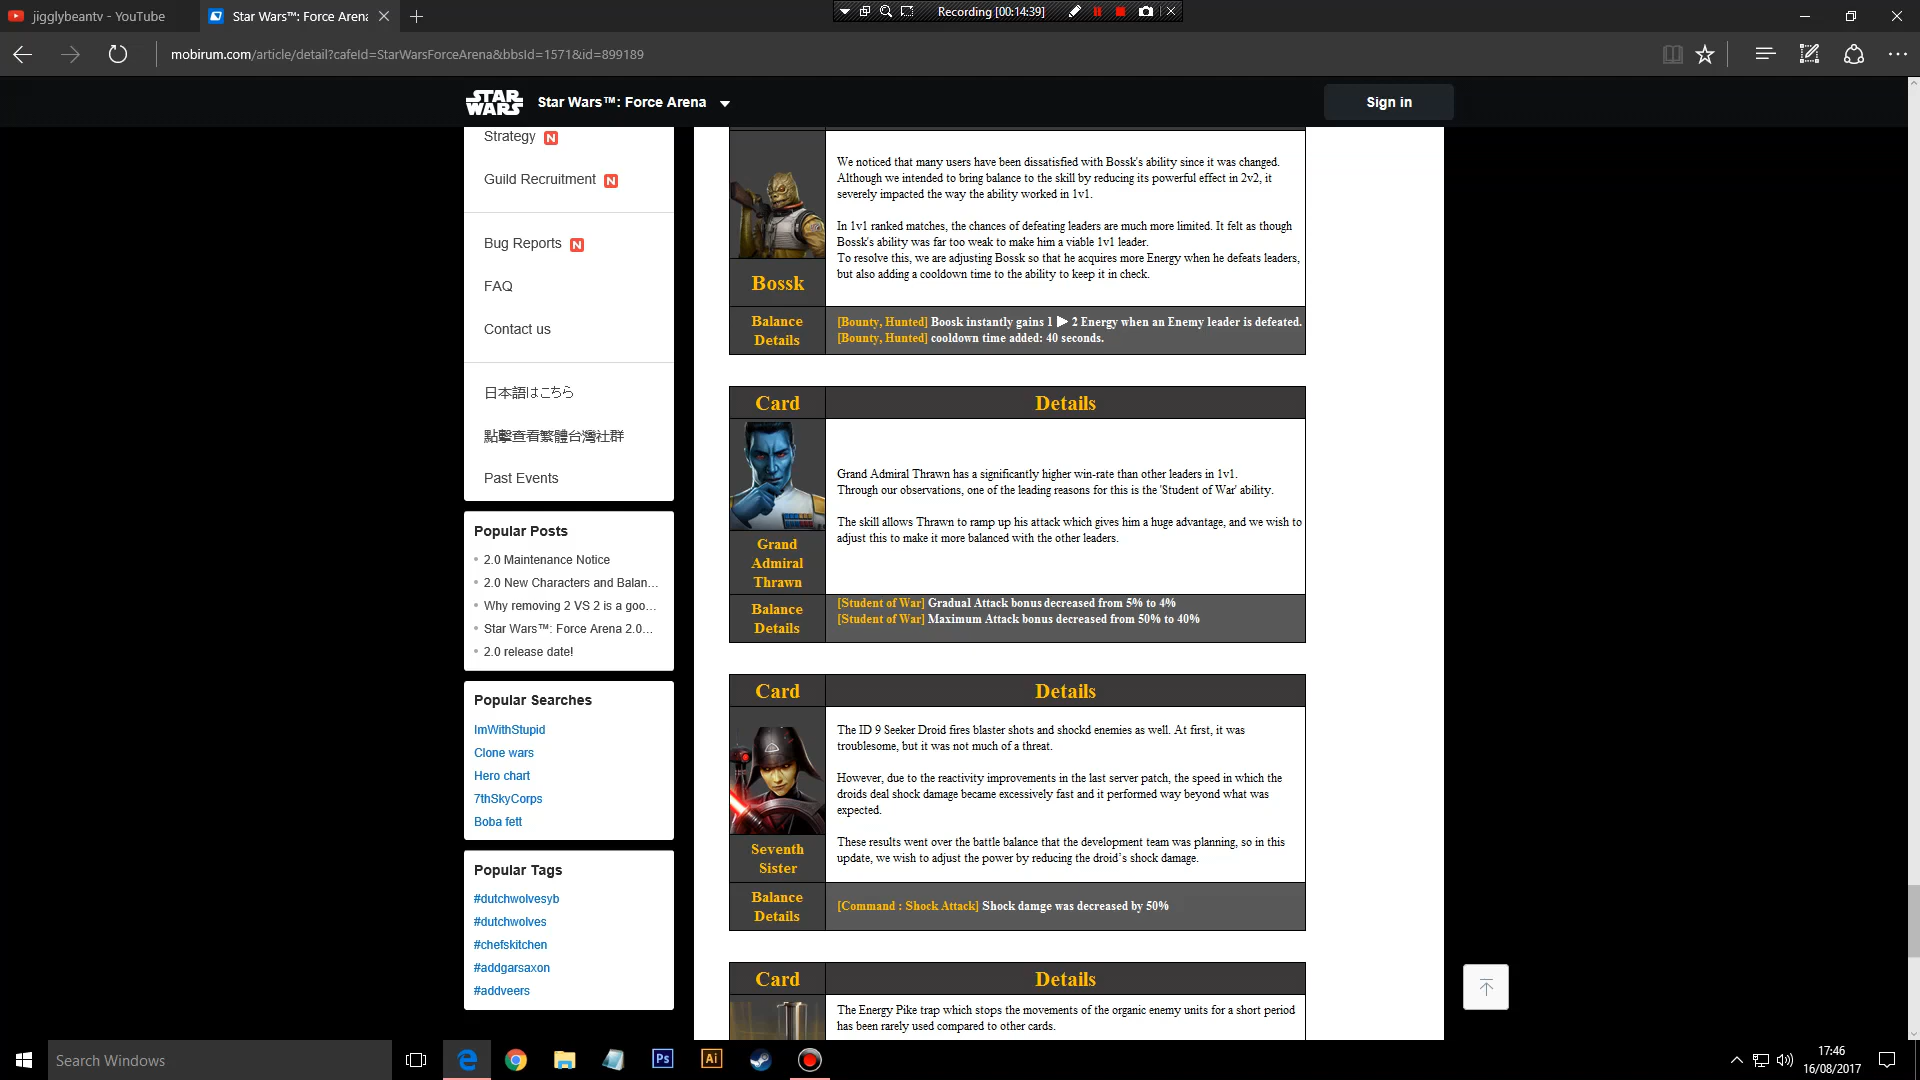 jigglybeantv - YouTube
Star Wars™: Force Arena
Recording [00:14:39]
mobirum.com/article/detail?cafeId=StarWarsForceArena&bbsId=1571&id=899189
STAR WARS
Star Wars™: Force Arena
Sign in
Strategy N
Guild Recruitment N
Bug Reports N
FAQ
Contact us
日本語はこちら
點擊查看繁體台灣社群
Past Events
Popular Posts
2.0 Maintenance Notice
2.0 New Characters and Balan...
Why removing 2 VS 2 is a goo...
Star Wars™: Force Arena 2.0...
2.0 release date!
Popular Searches
ImWithStupid
Clone wars
Hero chart
7thSkyCorps
Boba fett
Popular Tags
#dutchwolvesyb
#dutchwolves
#chefskitchen
#addgarsaxon
#addveers
We noticed that many users have been dissatisfied with Bossk's ability since it was changed.
Although we intended to bring balance to the skill by reducing its powerful effect in 2v2, it
severely impacted the way the ability worked in 1v1.
In 1v1 ranked matches, the chances of defeating leaders are much more limited. It felt as though
Bossk's ability was far too weak to make him a viable 1v1 leader.
To resolve this, we are adjusting Bossk so that he acquires more Energy when he defeats leaders,
but also adding a cooldown time to the ability to keep it in check.
Bossk
Balance
Details
[Bounty, Hunted] Boosk instantly gains 1 ▶ 2 Energy when an Enemy leader is defeated.
[Bounty, Hunted] cooldown time added: 40 seconds.
Card
Details
Grand Admiral Thrawn has a significantly higher win-rate than other leaders in 1v1.
Through our observations, one of the leading reasons for this is the 'Student of War' ability.
The skill allows Thrawn to ramp up his attack which gives him a huge advantage, and we wish to
adjust this to make it more balanced with the other leaders.
Grand
Admiral
Thrawn
Balance
Details
[Student of War] Gradual Attack bonus decreased from 5% to 4%
[Student of War] Maximum Attack bonus decreased from 50% to 40%
Card
Details
The ID 9 Seeker Droid fires blaster shots and shockd enemies as well. At first, it was
troublesome, but it was not much of a threat.
However, due to the reactivity improvements in the last server patch, the speed in which the
droids deal shock damage became excessively fast and it performed way beyond what was
expected.
These results went over the battle balance that the development team was planning, so in this
update, we wish to adjust the power by reducing the droid's shock damage.
Seventh
Sister
Balance
Details
[Command : Shock Attack] Shock damge was decreased by 50%
Card
Details
The Energy Pike trap which stops the movements of the organic enemy units for a short period
has been rarely used compared to other cards.
Search Windows
Ps
Ai
17:46
16/08/2017